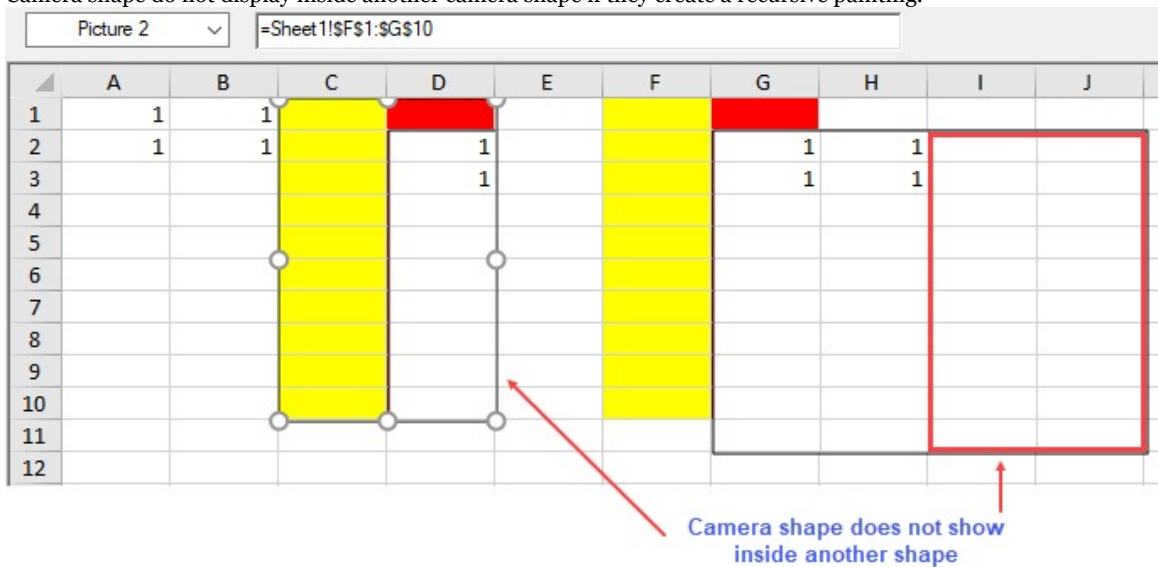 Camera shape do not display inside another camera shape if they create a recursive painting.
Picture 2 =Sheet1!$F$1:$G$10
A B C D E F G H I J
1 1 1
2 1 1 1 1 1
3 1 1 1
4
5
6
7
8
9
10
11
12
Camera shape does not show
inside another shape